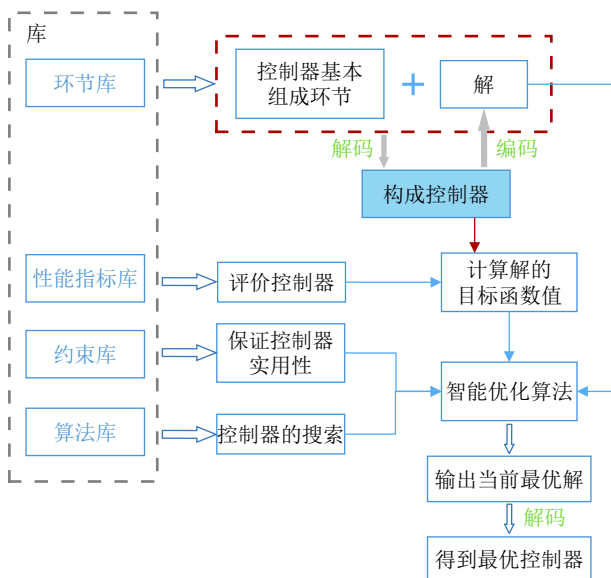 库
环节库
控制器基本
组成环节
+
解
解码
编码
构成控制器
性能指标库
评价控制器
计算解的
目标函数值
约束库
保证控制器
实用性
智能优化算法
算法库
控制器的搜索
输出当前最优解
解码
得到最优控制器